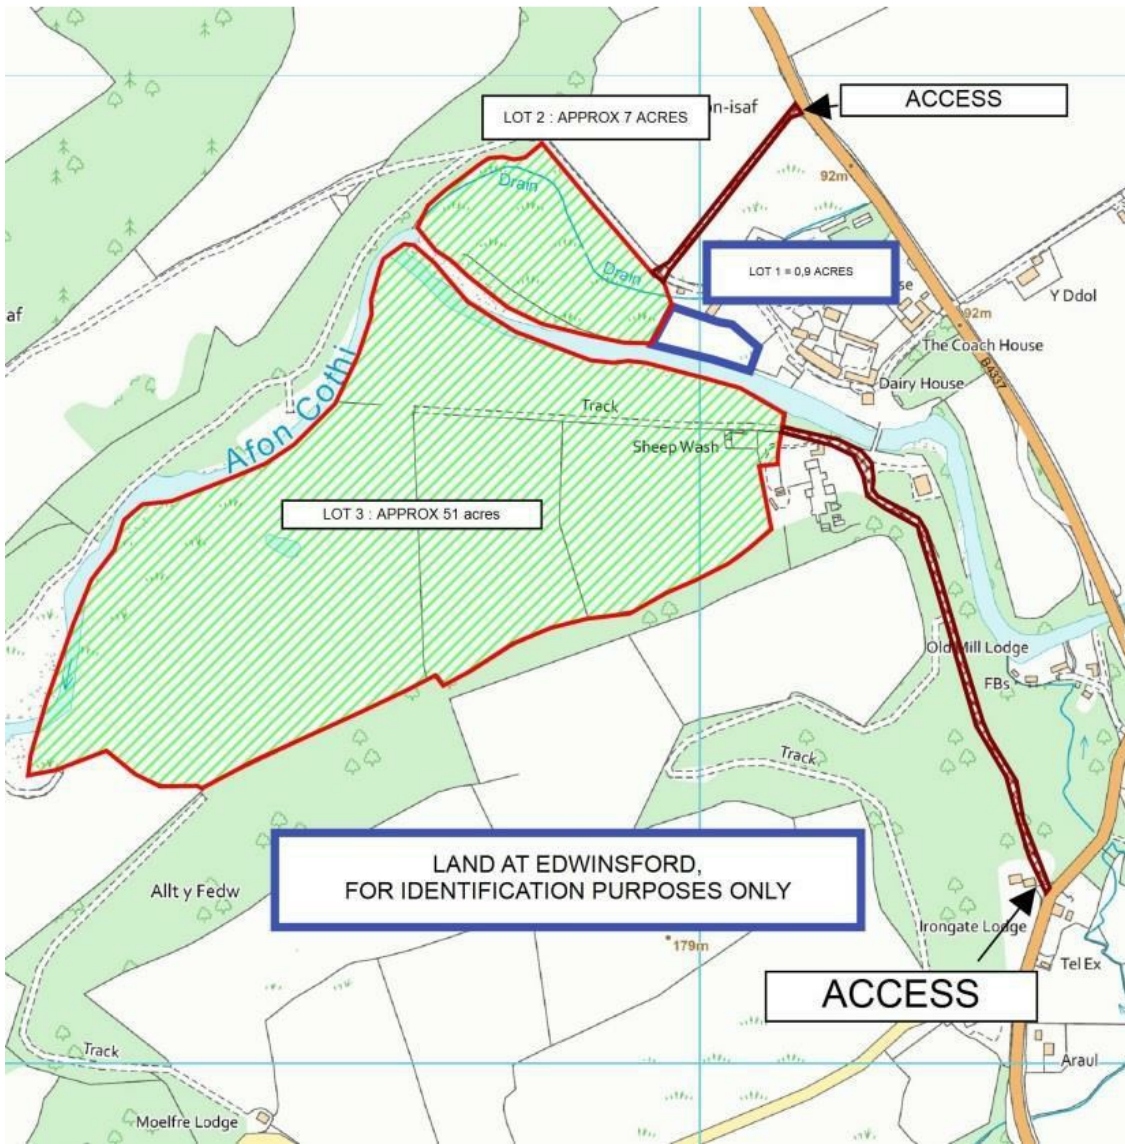 LOT 2 : APPROX 7 ACRES
n-isaf
ACCESS
92m
Drain
Drain
LOT 1 = 0,9 ACRES
se
Y Ddol
92m
af
The Coach House
B4337
Dairy House
Afon Cothi
Track
Sheep Wash
LOT 3 : APPROX 51 acres
Old Mill Lodge
FBs
Track
LAND AT EDWINSFORD,
FOR IDENTIFICATION PURPOSES ONLY
Allt y Fedw
Irongate Lodge
179m
Tel Ex
ACCESS
Track
Araul
Moelfre Lodge